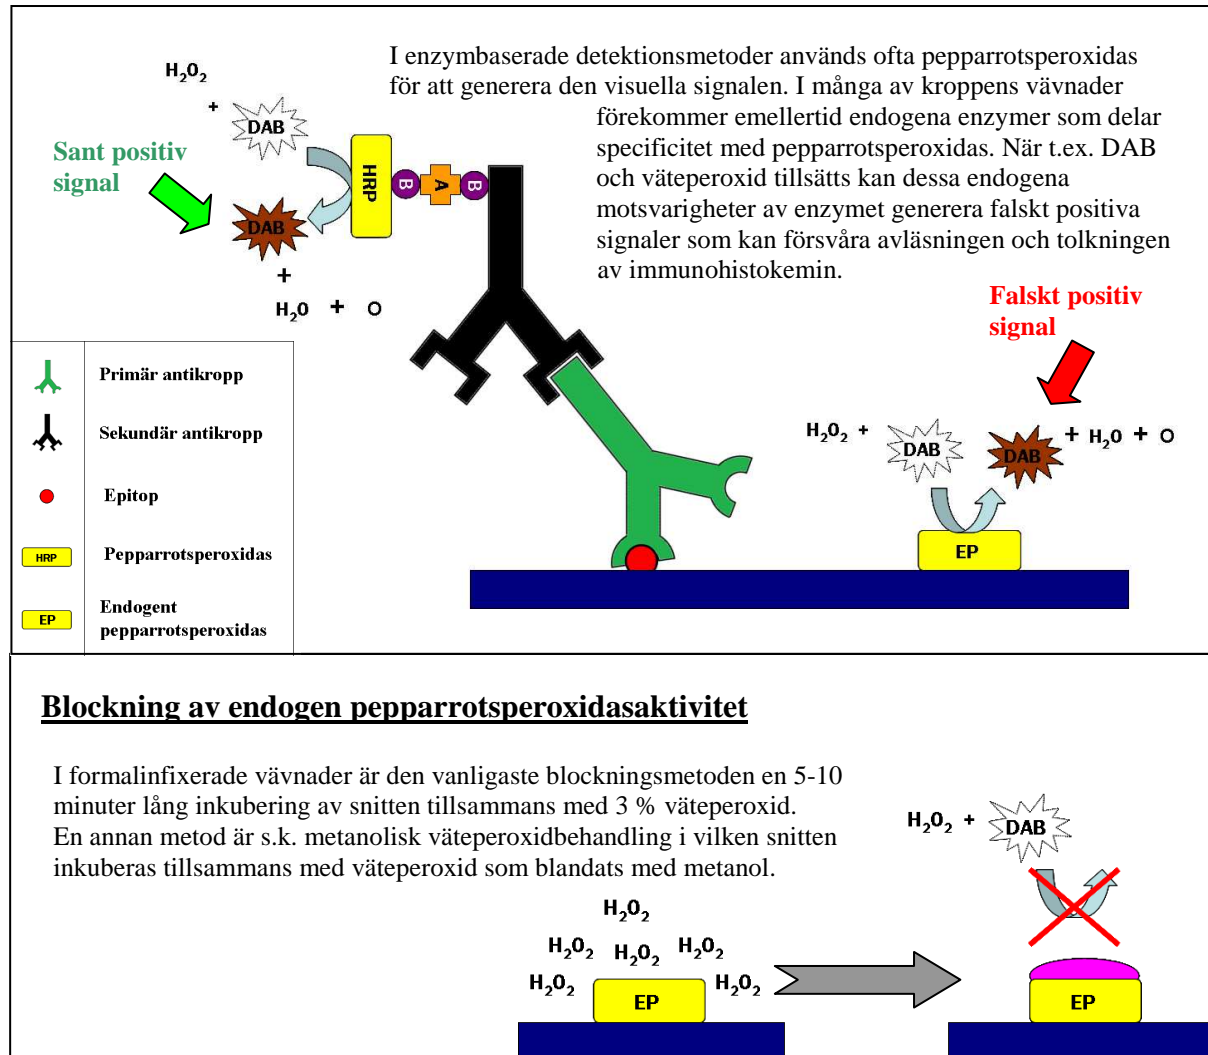 I enzymbaserade detektionsmetoder används ofta pepparrotsperoxidas
för att generera den visuella signalen. I många av kroppens vävnader
förekommer emellertid endogena enzymer som delar
specificitet med pepparrotsperoxidas. När t.ex. DAB
och väteperoxid tillsätts kan dessa endogena
motsvarigheter av enzymet generera falskt positiva
signaler som kan försvåra avläsningen och tolkningen
av immunohistokemin.
H₂O₂
+
DAB
Sant positiv
signal
HRP
B
A
B
DAB
+
H₂O + O
Falskt positiv
signal
H₂O₂ +
DAB
DAB
+ H₂O + O
EP
Primär antikropp
Sekundär antikropp
Epitop
HRP
Pepparrotsperoxidas
EP
Endogent
pepparrotsperoxidas
Blockning av endogen pepparrotsperoxidasaktivitet
I formalinfixerade vävnader är den vanligaste blockningsmetoden en 5-10
minuter lång inkubering av snitten tillsammans med 3 % väteperoxid.
En annan metod är s.k. metanolisk väteperoxidbehandling i vilken snitten
inkuberas tillsammans med väteperoxid som blandats med metanol.
H₂O₂
H₂O₂ H₂O₂ H₂O₂
H₂O₂ H₂O₂
EP
H₂O₂ +
DAB
EP